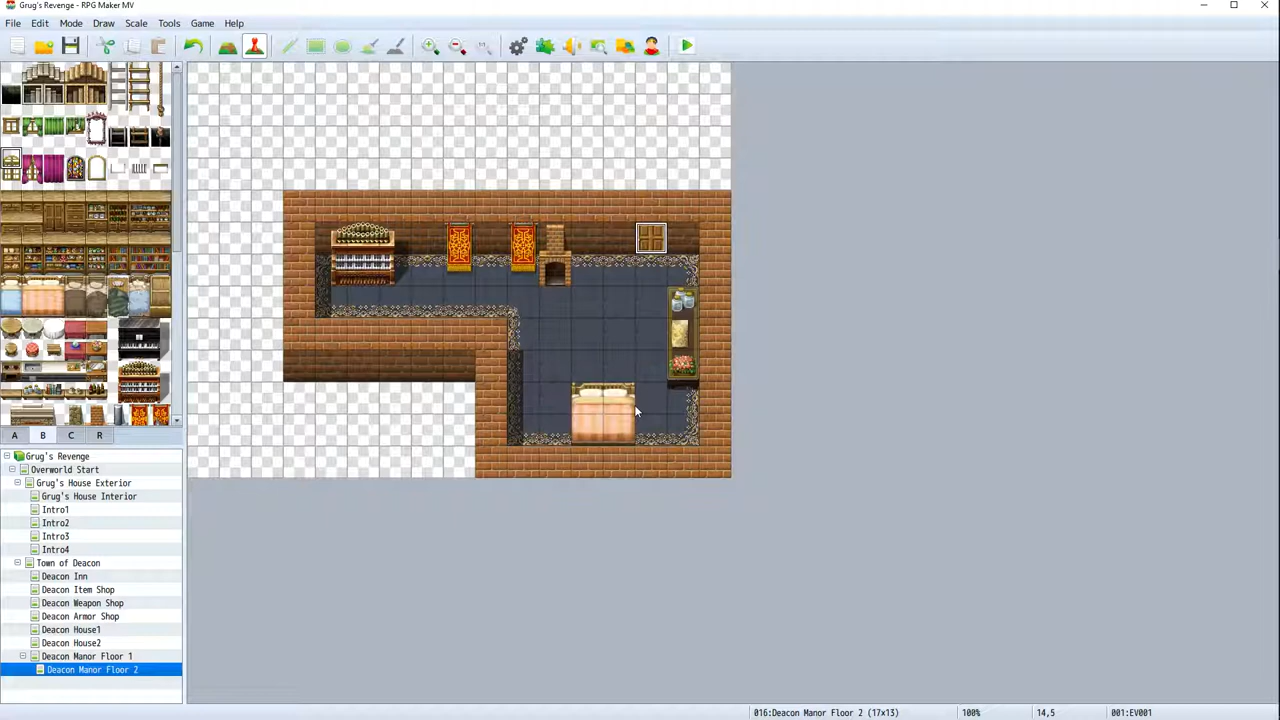 Grug's Revenge - RPG Maker MV
File Edit Mode Draw Scale Tools Game Help
A B C R
Grug's Revenge
Overworld Start
Grug's House Exterior
Grug's House Interior
Intro1
Intro2
Intro3
Intro4
Town of Deacon
Deacon Inn
Deacon Item Shop
Deacon Weapon Shop
Deacon Armor Shop
Deacon House1
Deacon House2
Deacon Manor Floor 1
Deacon Manor Floor 2
016:Deacon Manor Floor 2 (17x13) 100% 14,5 001:EV001